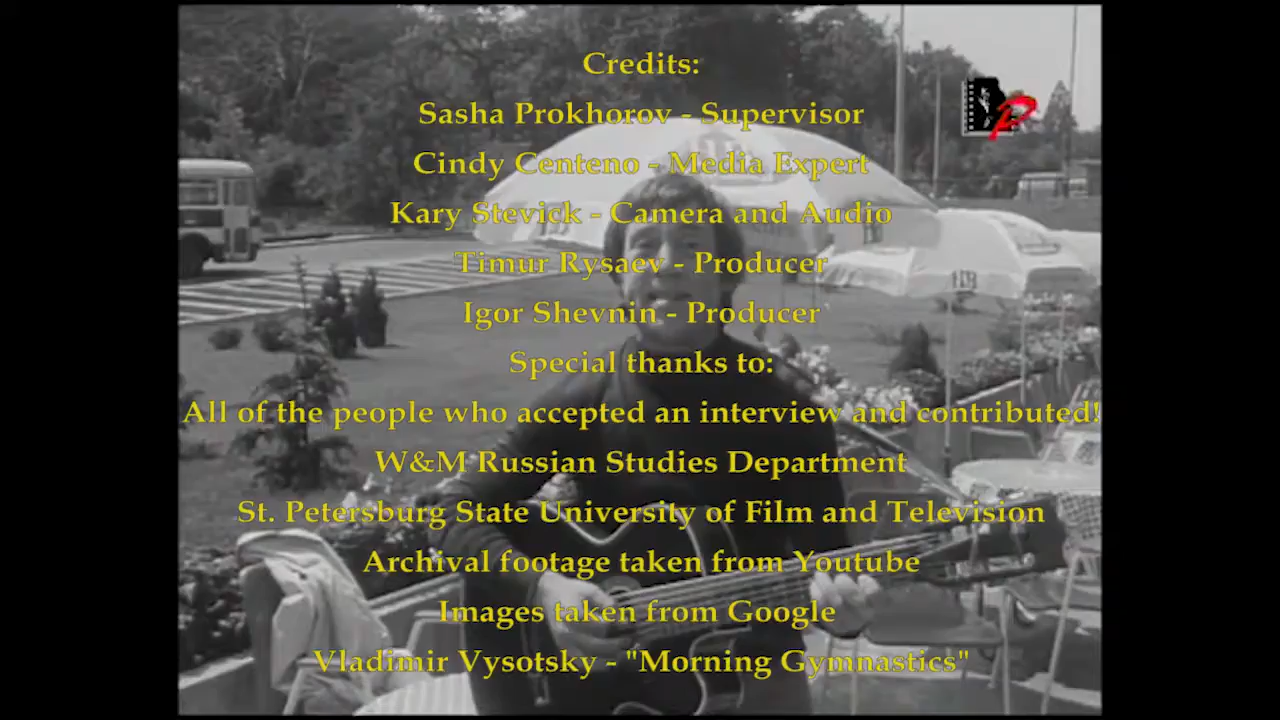 Credits:
Sasha Prokhorov - Supervisor
Cindy Centeno - Media Expert
Kary Stevick - Camera and Audio
Timur Rysaev - Producer
Igor Shevnin - Producer
Special thanks to:
All of the people who accepted an interview and contributed!
W&M Russian Studies Department
St. Petersburg State University of Film and Television
Archival footage taken from Youtube
Images taken from Google
Vladimir Vysotsky - "Morning Gymnastics"